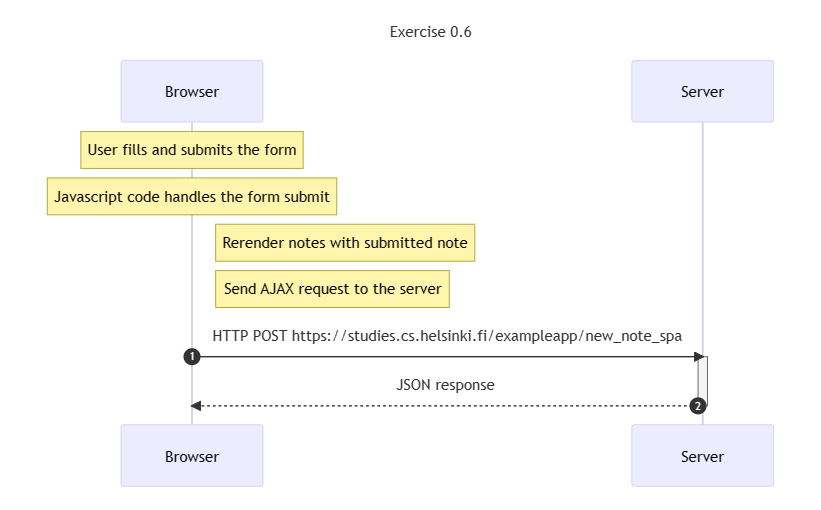 Exercise 0.6
Browser
Server
User fills and submits the form
Javascript code handles the form submit
Rerender notes with submitted note
Send AJAX request to the server
HTTP POST https://studies.cs.helsinki.fi/exampleapp/new_note_spa
1
JSON response
2
Browser
Server